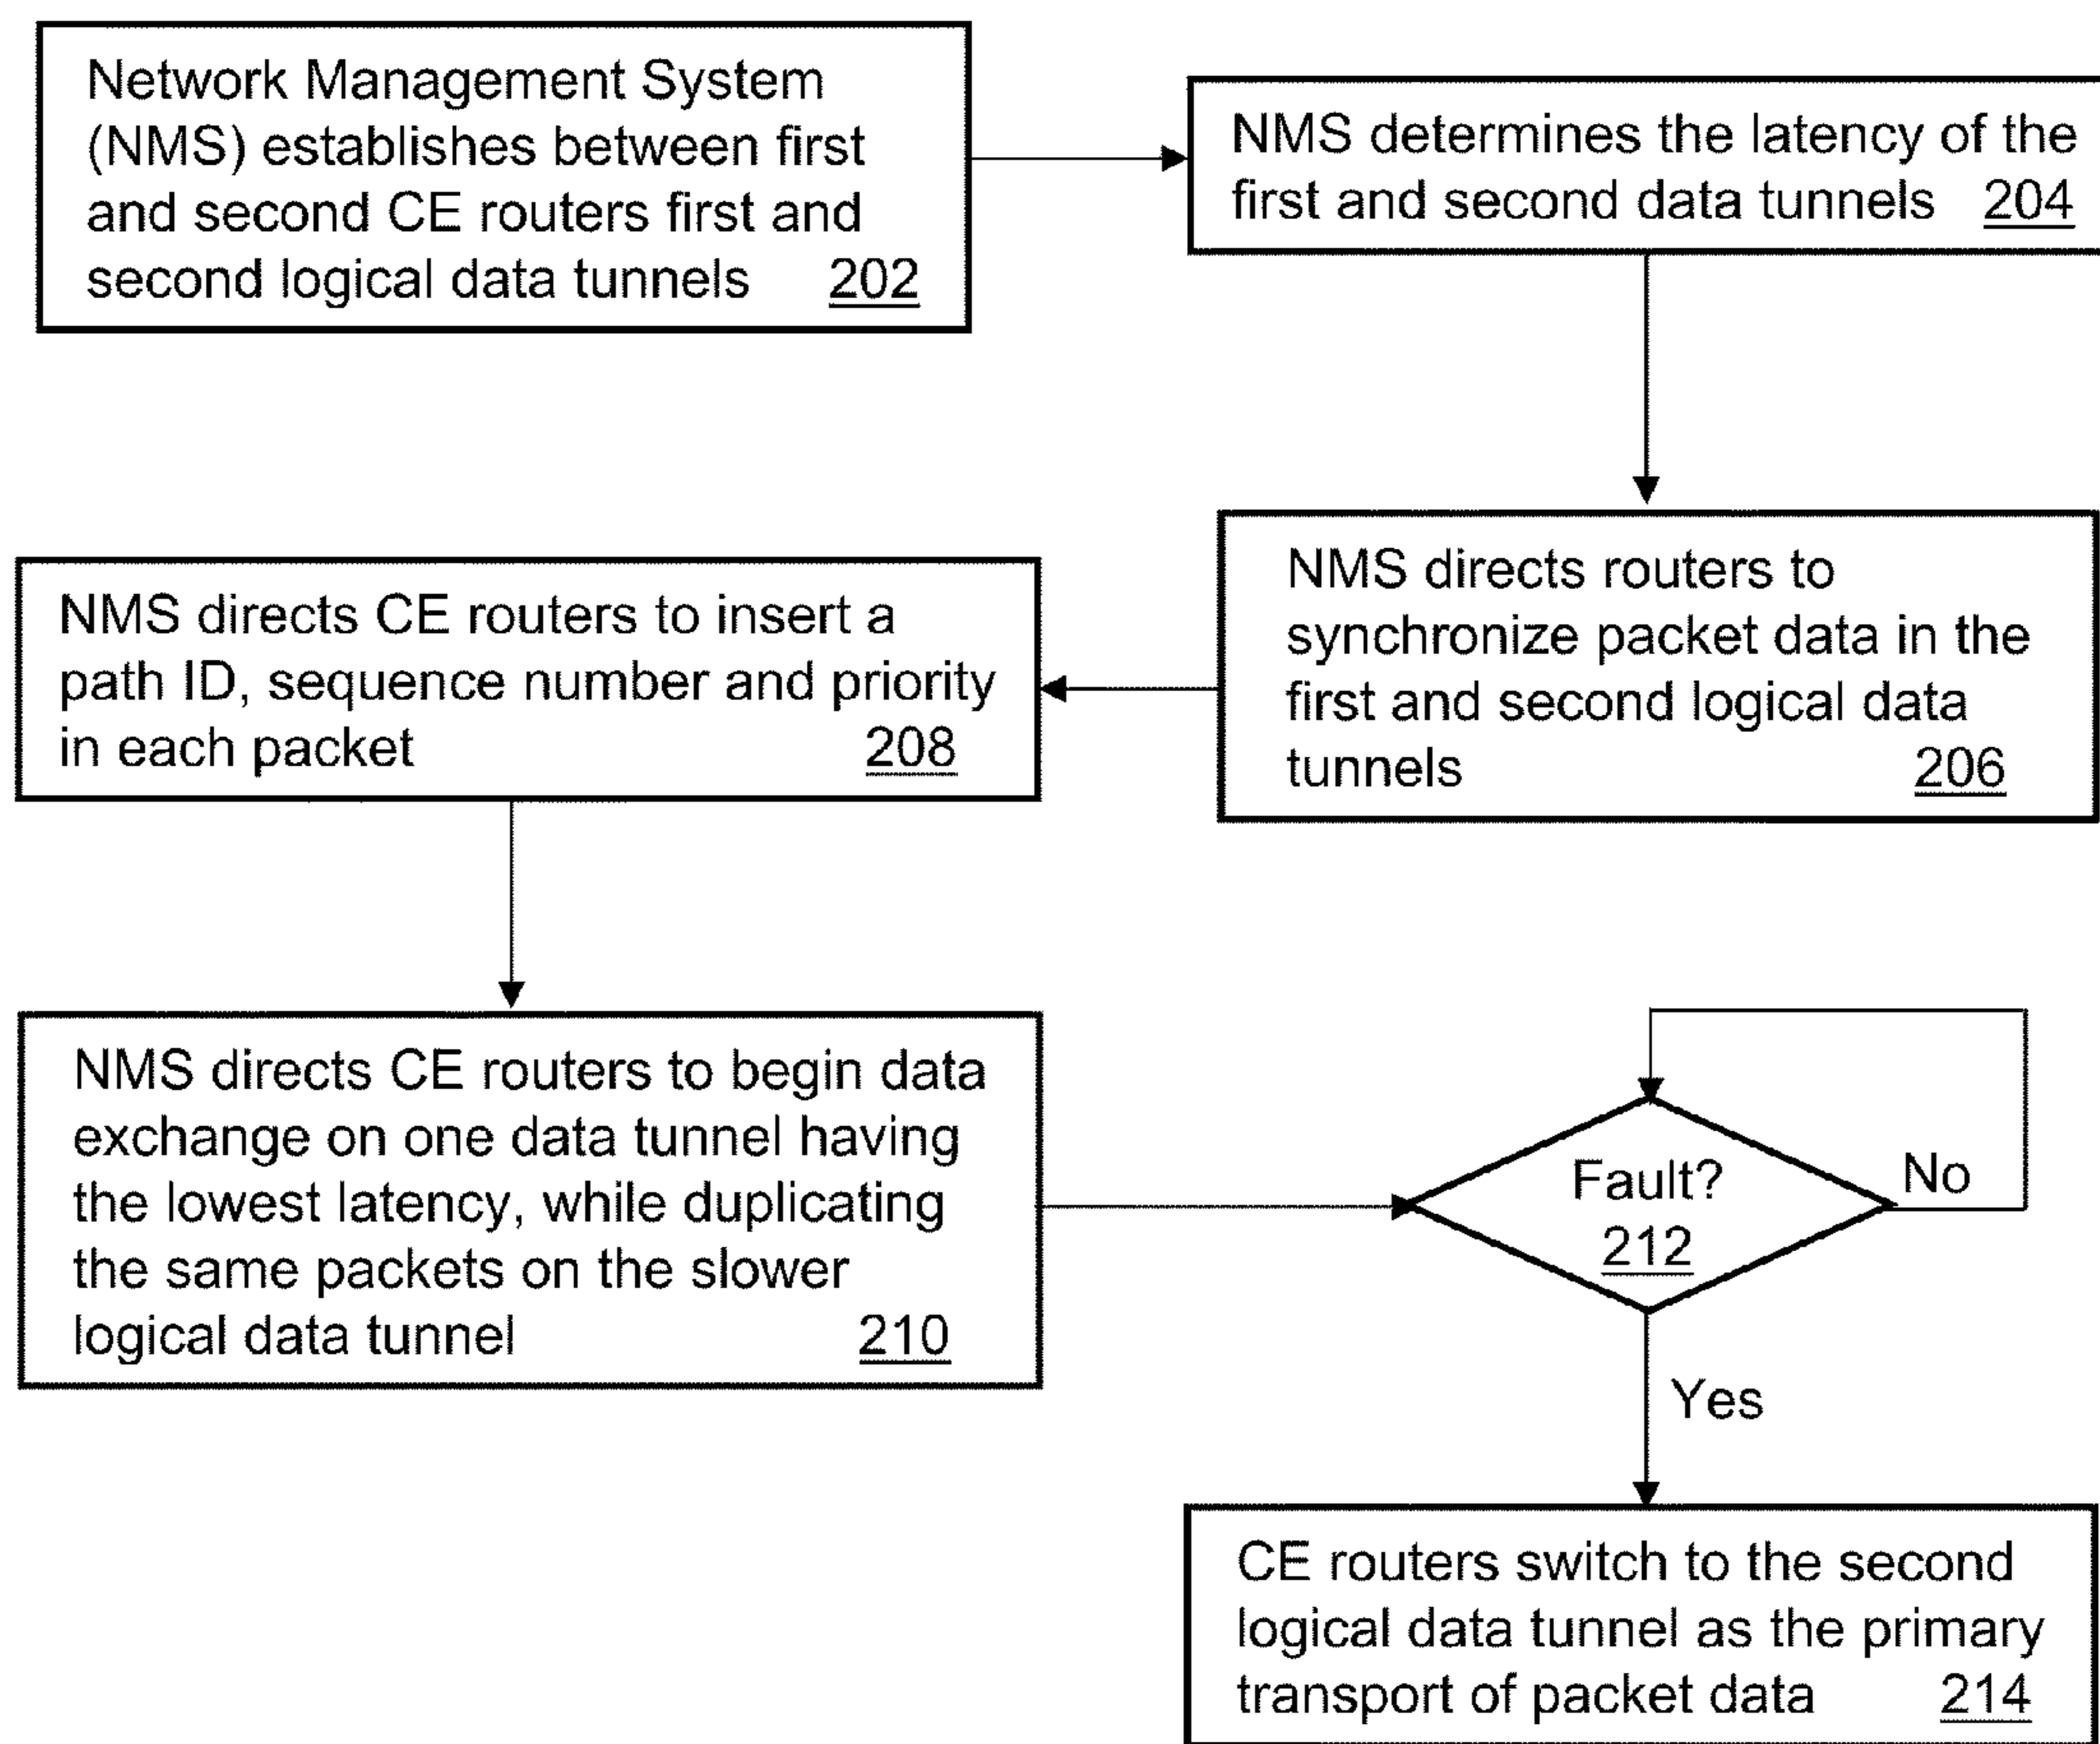 Network Management System
(NMS) establishes between first
and second CE routers first and
second logical data tunnels 202
NMS determines the latency of the
first and second data tunnels 204
NMS directs routers to
synchronize packet data in the
first and second logical data
tunnels 206
NMS directs CE routers to insert a
path ID, sequence number and priority
in each packet 208
NMS directs CE routers to begin data
exchange on one data tunnel having
the lowest latency, while duplicating
the same packets on the slower
logical data tunnel 210
Fault?
212
No
Yes
CE routers switch to the second
logical data tunnel as the primary
transport of packet data 214